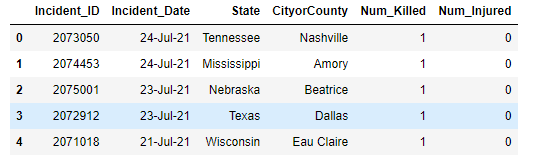 Incident_ID Incident_Date State CityorCounty Num_Killed Num_Injured
0 2073050 24-Jul-21 Tennessee Nashville 1 0
1 2074453 24-Jul-21 Mississippi Amory 1 0
2 2075001 23-Jul-21 Nebraska Beatrice 1 0
3 2072912 23-Jul-21 Texas Dallas 1 0
4 2071018 21-Jul-21 Wisconsin Eau Claire 1 0